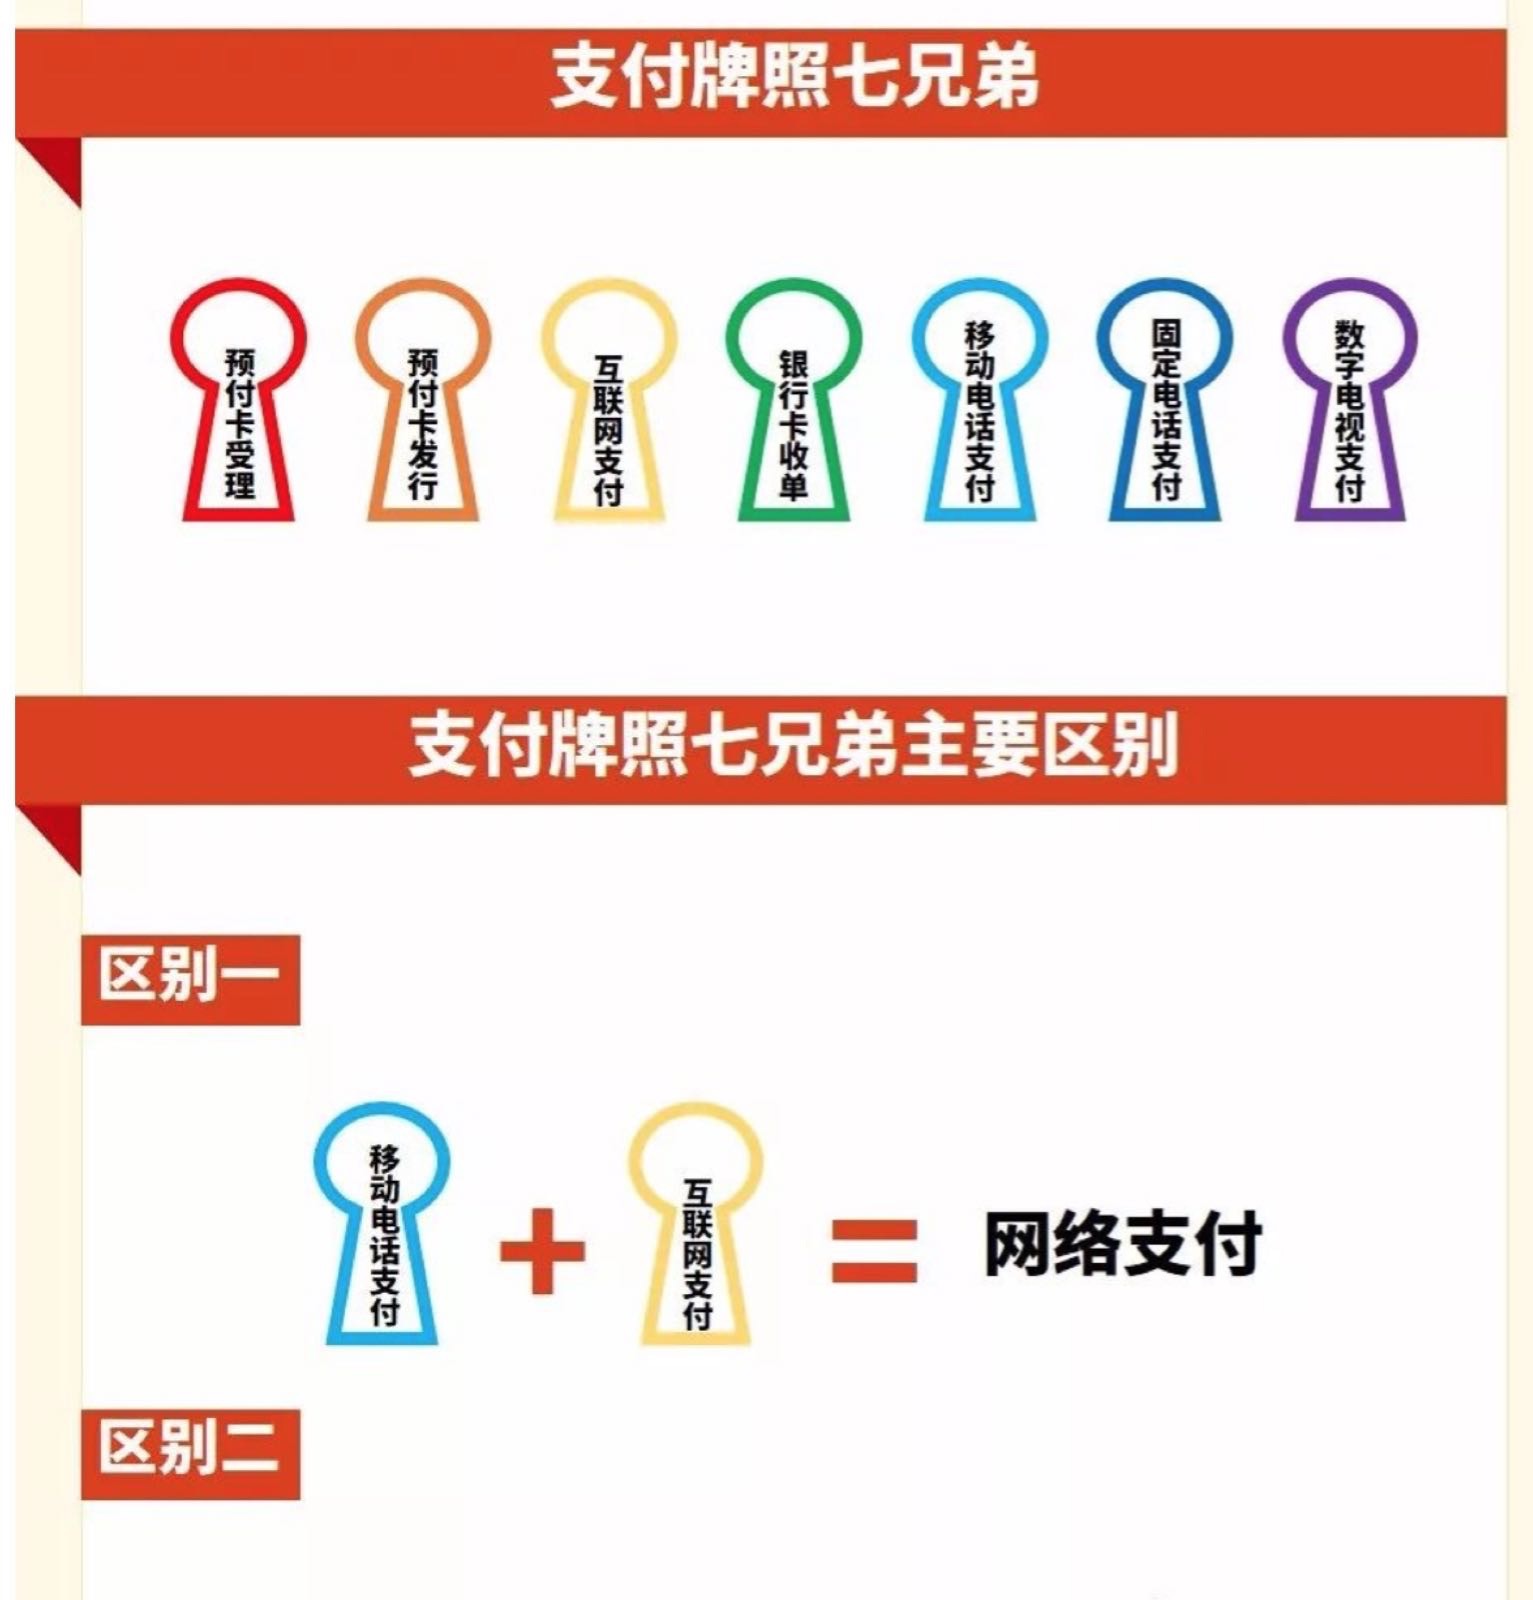 支付牌照七兄弟
预付卡受理
预付卡发行
互联网支付
银行卡收单
移动电话支付
固定电话支付
数字电视支付
支付牌照七兄弟主要区别
区别一
移动电话支付
+
互联网支付
=
网络支付
区别二